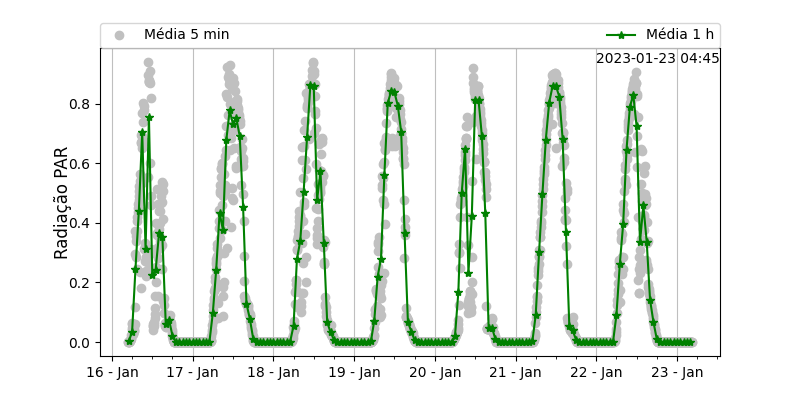 Média 5 min
Média 1 h
2023-01-23 04:45
Radiação PAR
0.8
0.6
0.4
0.2
0.0
16 - Jan
17 - Jan
18 - Jan
19 - Jan
20 - Jan
21 - Jan
22 - Jan
23 - Jan